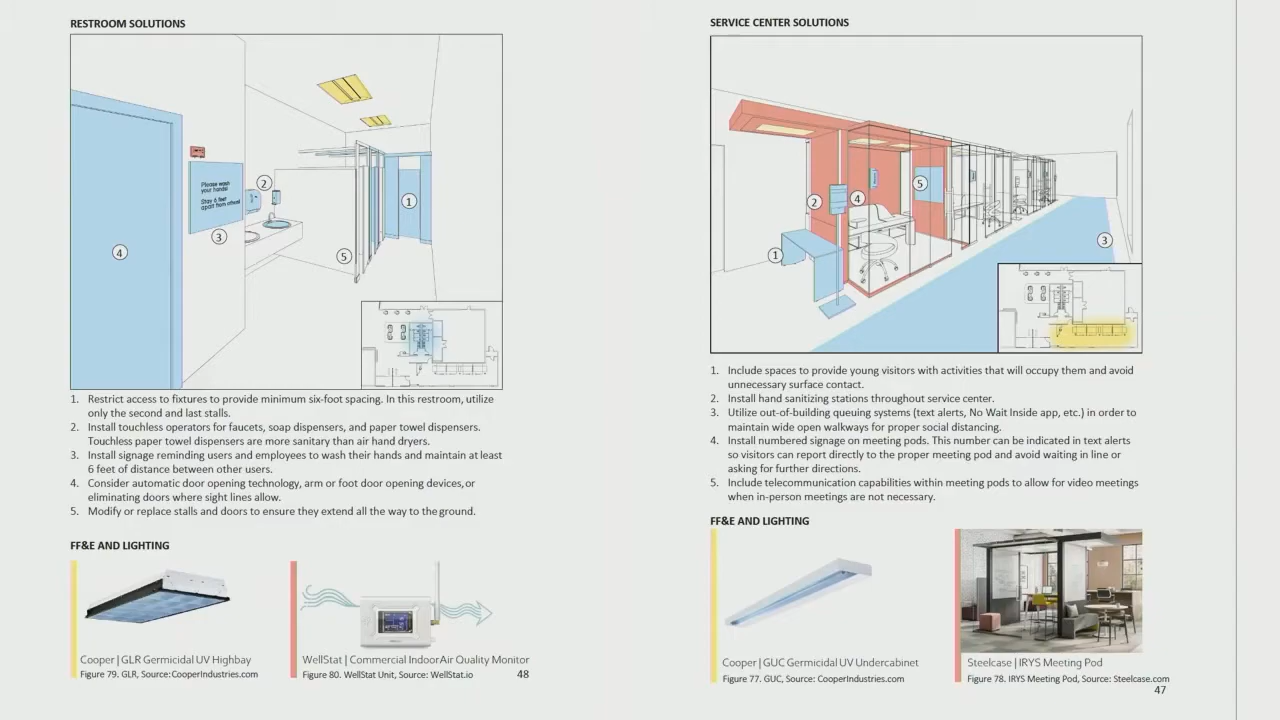 RESTROOM SOLUTIONS
Please wash
your hands!
Stay 6 feet
apart from others!
1
2
3
4
5
1. Restrict access to fixtures to provide minimum six-foot spacing. In this restroom, utilize
only the second and last stalls.
2. Install touchless operators for faucets, soap dispensers, and paper towel dispensers.
Touchless paper towel dispensers are more sanitary than air hand dryers.
3. Install signage reminding users and employees to wash their hands and maintain at least
6 feet of distance between other users.
4. Consider automatic door opening technology, arm or foot door opening devices, or
eliminating doors where sight lines allow.
5. Modify or replace stalls and doors to ensure they extend all the way to the ground.
FF&E AND LIGHTING
Cooper | GLR Germicidal UV Highbay
Figure 79. GLR, Source: CooperIndustries.com
WellStat | Commercial Indoor Air Quality Monitor
Figure 80. WellStat Unit, Source: WellStat.io
48
SERVICE CENTER SOLUTIONS
1
2
3
4
5
1. Include spaces to provide young visitors with activities that will occupy them and avoid
unnecessary surface contact.
2. Install hand sanitizing stations throughout service center.
3. Utilize out-of-building queuing systems (text alerts, No Wait Inside app, etc.) in order to
maintain wide open walkways for proper social distancing.
4. Install numbered signage on meeting pods. This number can be indicated in text alerts
so visitors can report directly to the proper meeting pod and avoid waiting in line or
asking for further directions.
5. Include telecommunication capabilities within meeting pods to allow for video meetings
when in-person meetings are not necessary.
FF&E AND LIGHTING
Cooper | GUC Germicidal UV Undercabinet
Figure 77. GUC, Source: CooperIndustries.com
Steelcase | IRYS Meeting Pod
Figure 78. IRYS Meeting Pod, Source: Steelcase.com
47